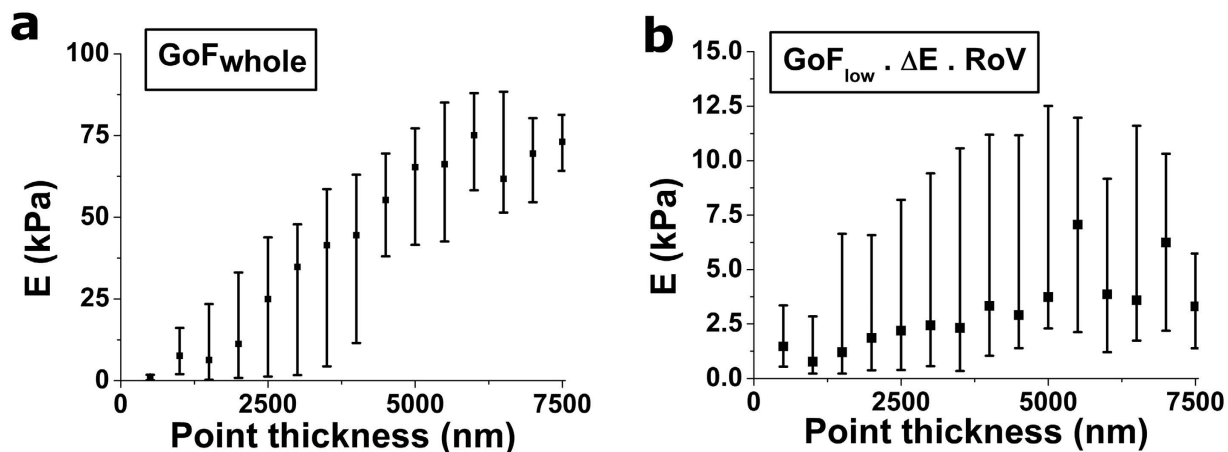 a
GoFwhole
100
75
50
25
0
E (kPa)
0 2500 5000 7500
Point thickness (nm)
b
GoFlow . ΔE . RoV
15.0
12.5
10.0
7.5
5.0
2.5
0.0
E (kPa)
0 2500 5000 7500
Point thickness (nm)